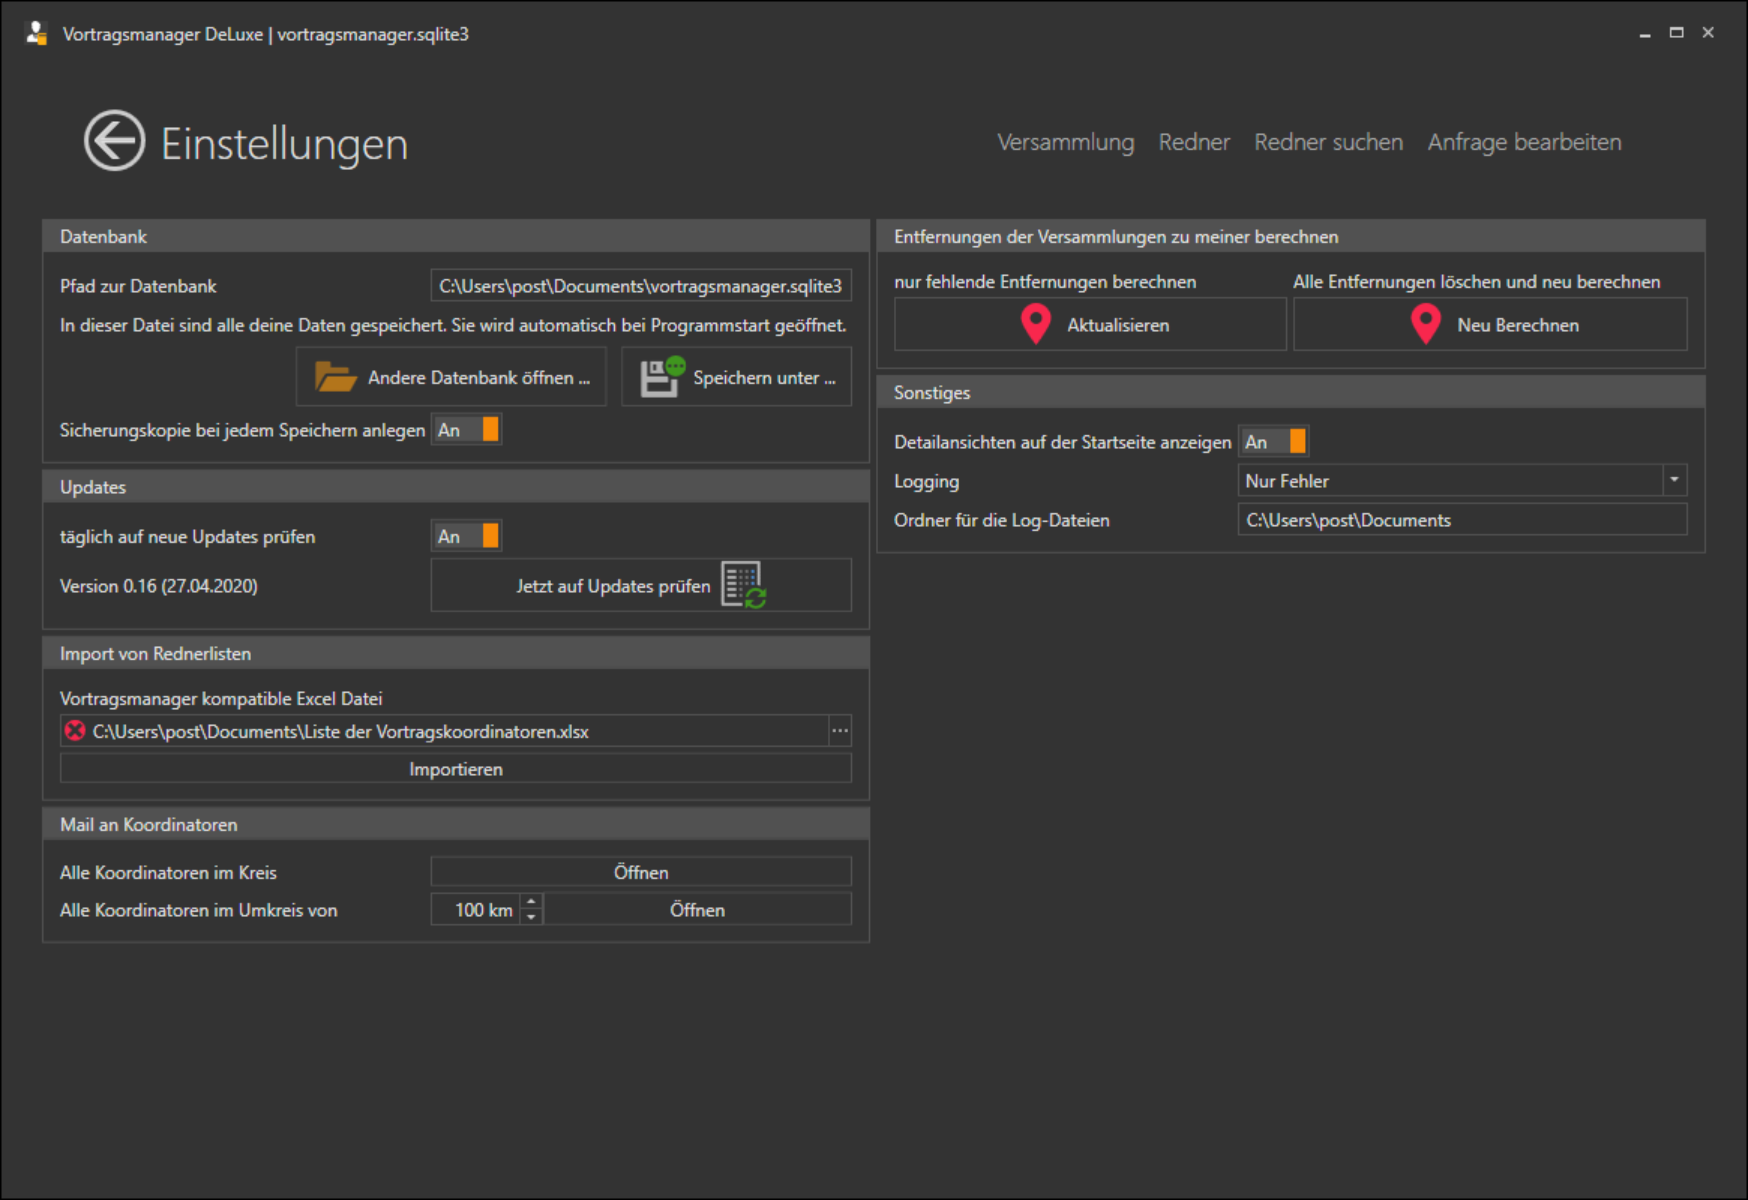 Vortragsmanager DeLuxe | vortragsmanager.sqlite3
Einstellungen
Versammlung Redner Redner suchen Anfrage bearbeiten
Datenbank
Pfad zur Datenbank C:\Users\post\Documents\vortragsmanager.sqlite3
In dieser Datei sind alle deine Daten gespeichert. Sie wird automatisch bei Programmstart geöffnet.
Andere Datenbank öffnen ... Speichern unter ...
Sicherungskopie bei jedem Speichern anlegen An
Updates
täglich auf neue Updates prüfen An
Version 0.16 (27.04.2020) Jetzt auf Updates prüfen
Import von Rednerlisten
Vortragsmanager kompatible Excel Datei
C:\Users\post\Documents\Liste der Vortragskoordinatoren.xlsx ...
Importieren
Mail an Koordinatoren
Alle Koordinatoren im Kreis Öffnen
Alle Koordinatoren im Umkreis von 100 km Öffnen
Entfernungen der Versammlungen zu meiner berechnen
nur fehlende Entfernungen berechnen Alle Entfernungen löschen und neu berechnen
Aktualisieren Neu Berechnen
Sonstiges
Detailansichten auf der Startseite anzeigen An
Logging Nur Fehler
Ordner für die Log-Dateien C:\Users\post\Documents